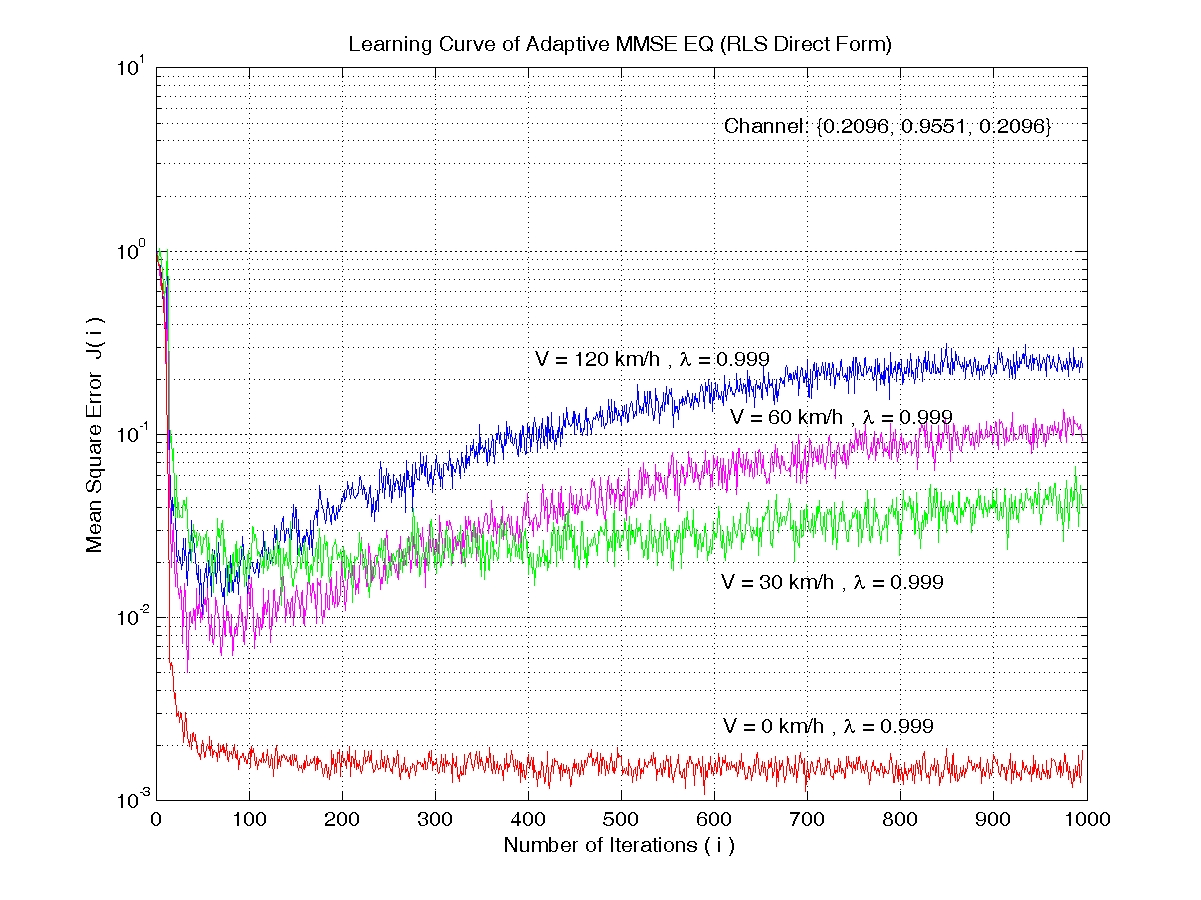 Learning Curve of Adaptive MMSE EQ (RLS Direct Form)
10^1
Channel: {0.2096, 0.9551, 0.2096}
10^0
V = 120 km/h , λ = 0.999
V = 60 km/h , λ = 0.999
10^-1
Mean Square Error J( i )
V = 30 km/h , λ = 0.999
10^-2
V = 0 km/h , λ = 0.999
10^-3
0 100 200 300 400 500 600 700 800 900 1000
Number of Iterations ( i )